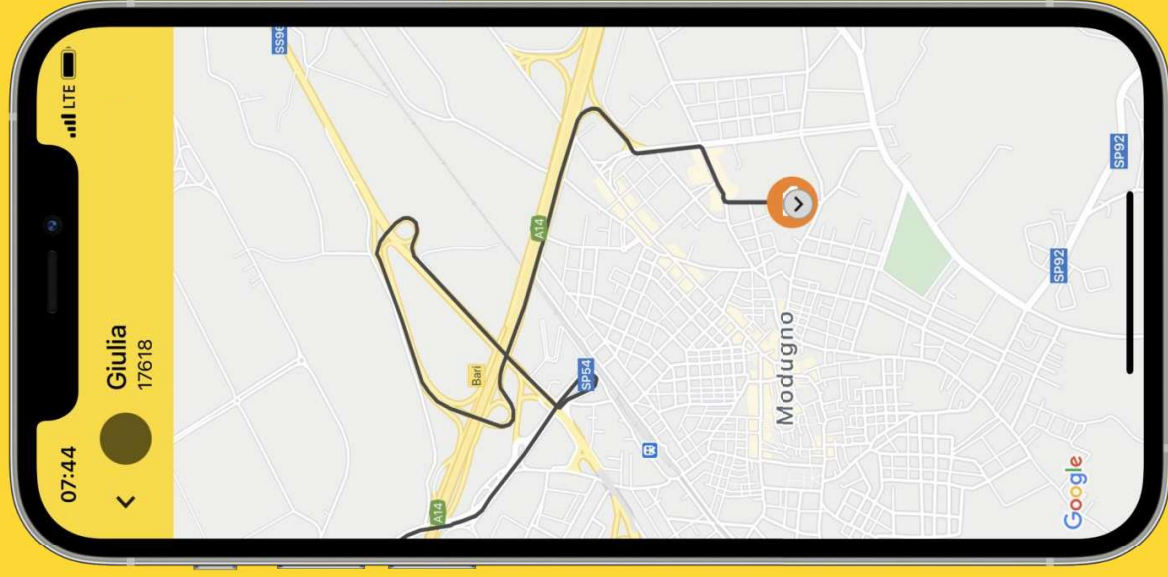 07:44
LTE
Giulia
17618
SS96
A14
Bari
A14
SP54
Modugno
SP92
SP92
Google